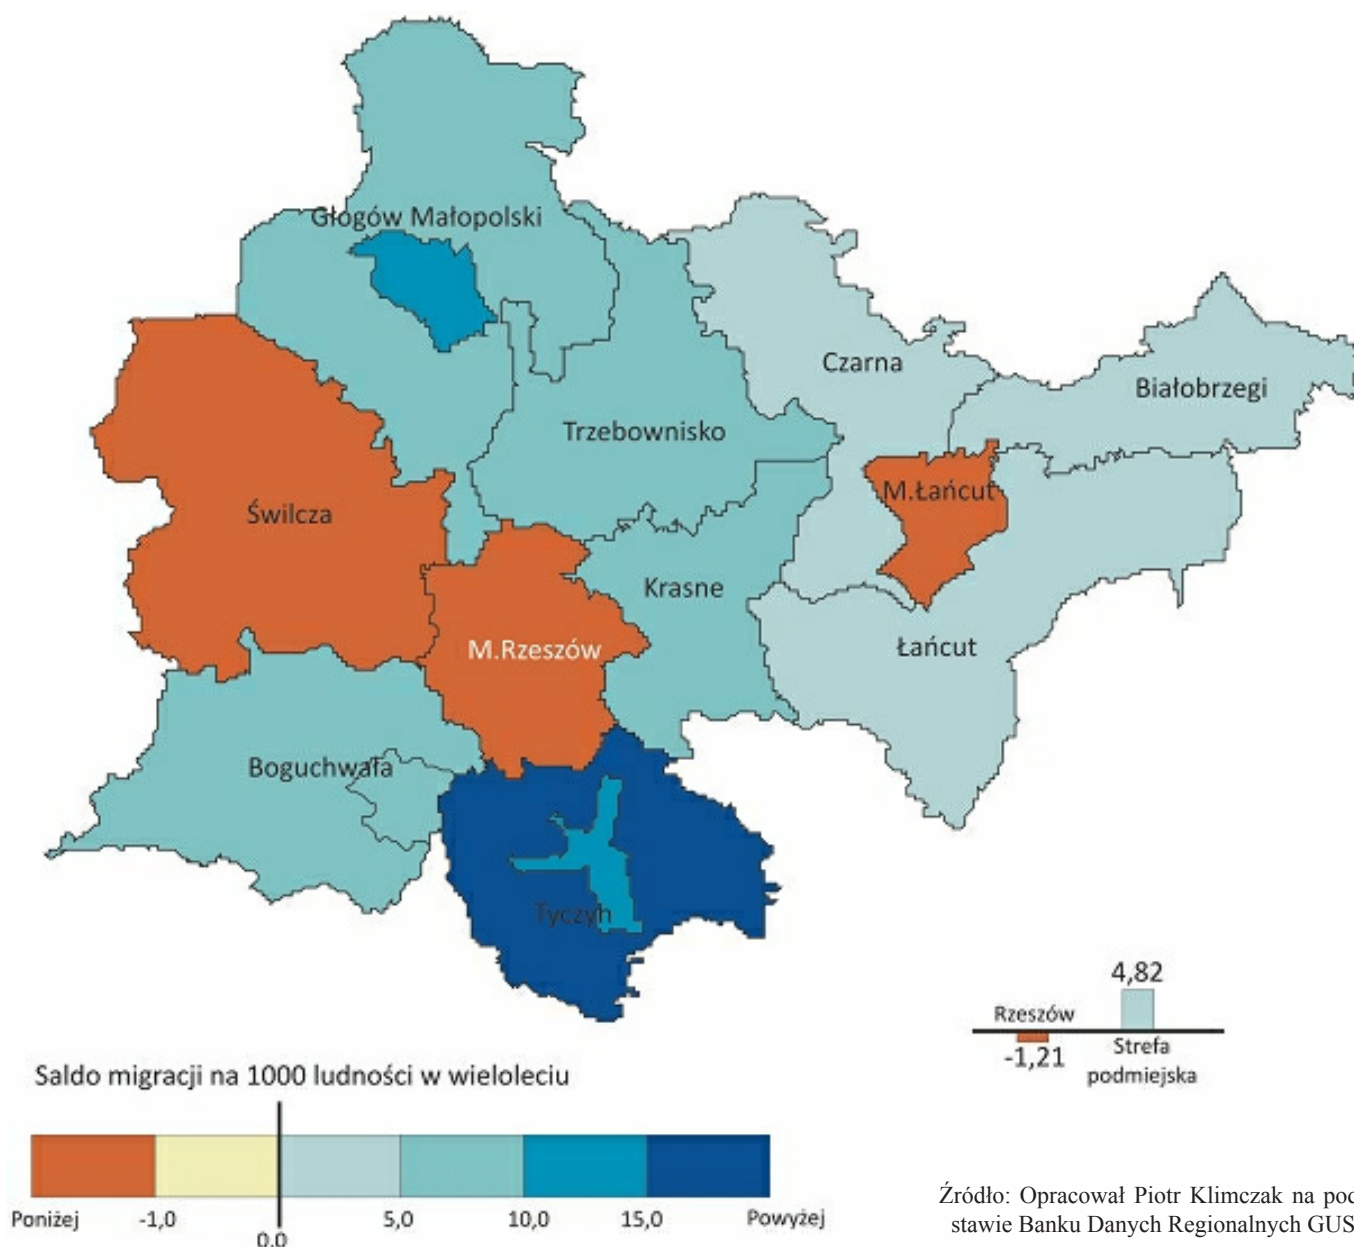 Głogów Małopolski
Czarna
Białobrzegi
Trzebownisko
M.Łańcut
Świlcza
Krasne
M.Rzeszów
Łańcut
Boguchwała
Tyczyn
4,82
Rzeszów
-1,21
Strefa
podmiejska
Saldo migracji na 1000 ludności w wieloleciu
Poniżej -1,0 0,0 5,0 10,0 15,0 Powyżej
Źródło: Opracował Piotr Klimczak na pod
stawie Banku Danych Regionalnych GUS